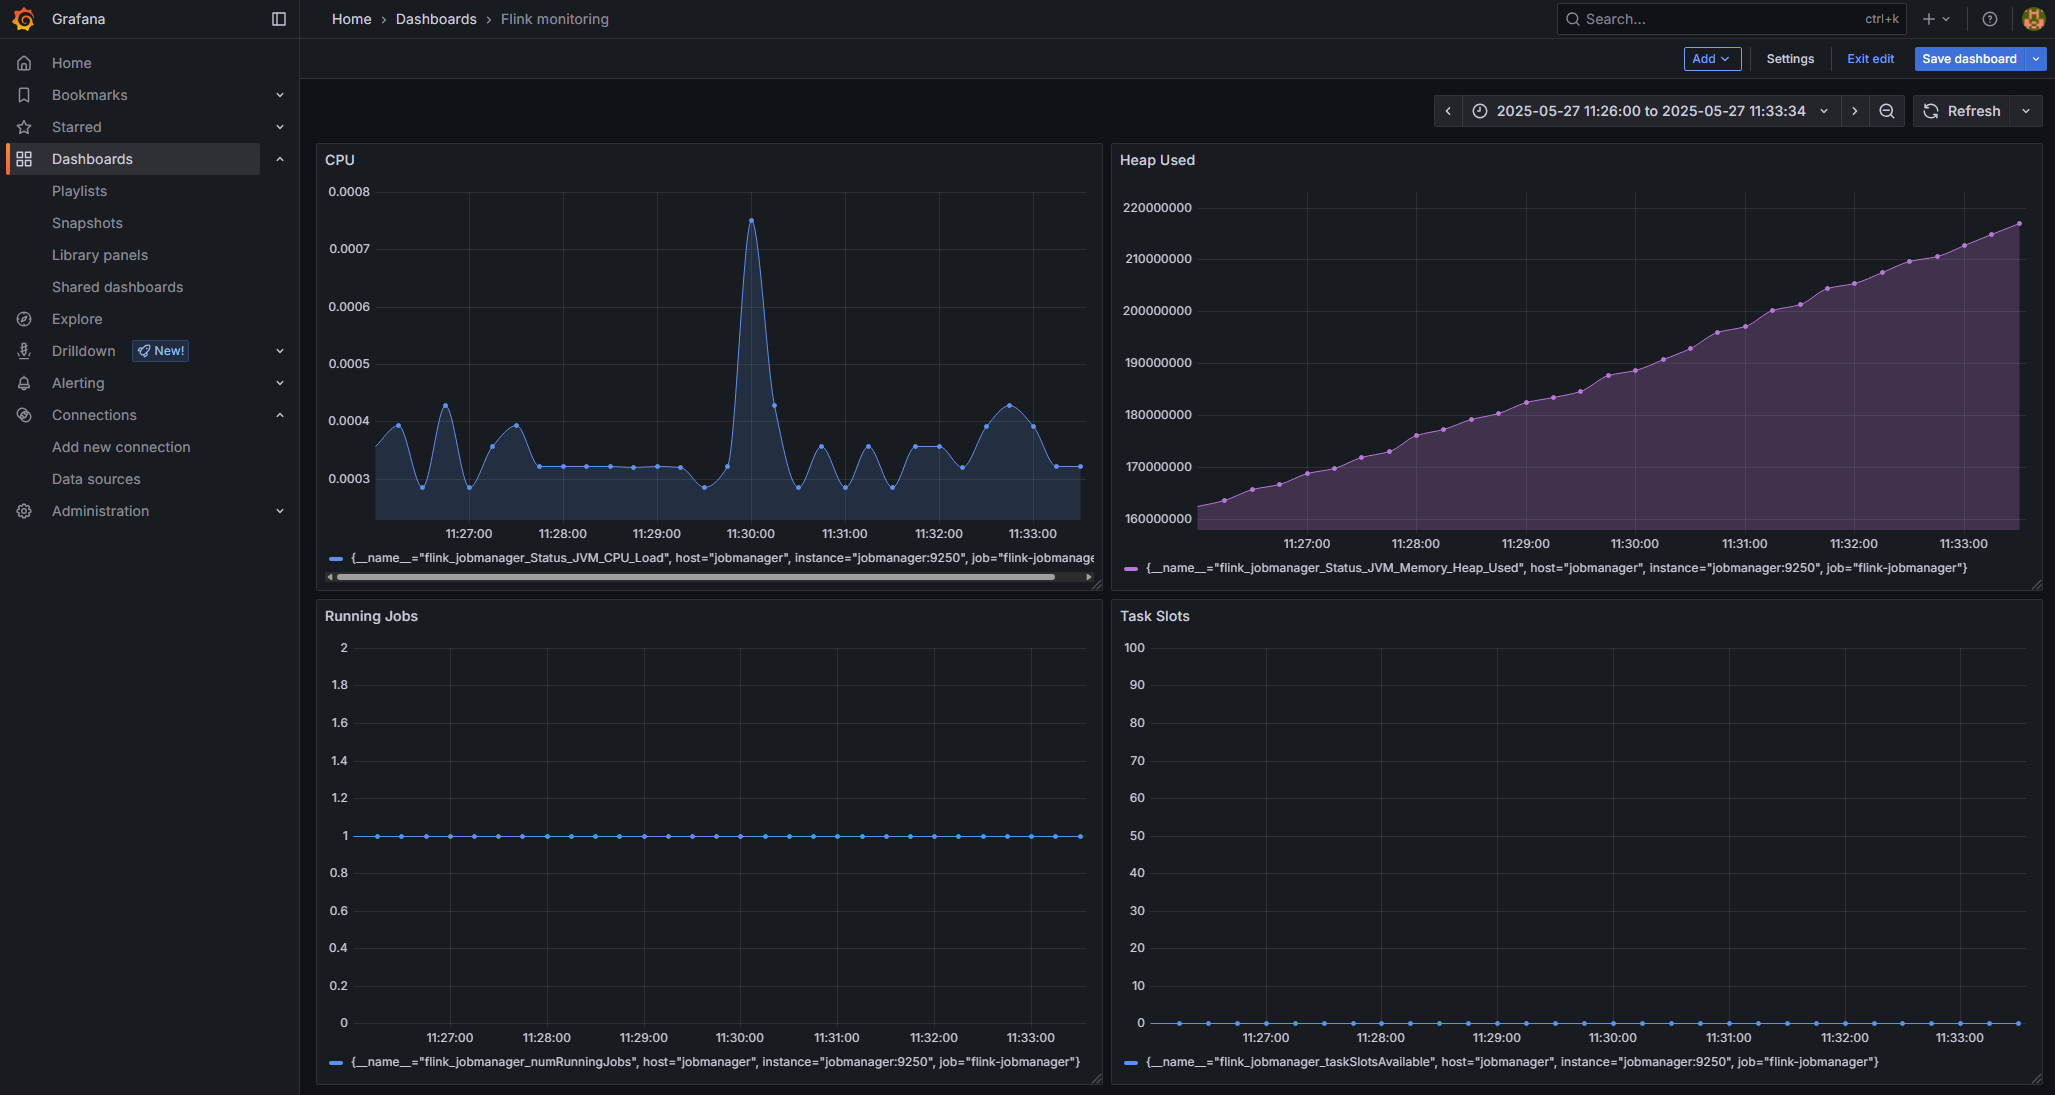 Grafana
Home › Dashboards › Flink monitoring
Search...
ctrl+k
Add
Settings
Exit edit
Save dashboard
Home
Bookmarks
Starred
Dashboards
Playlists
Snapshots
Library panels
Shared dashboards
Explore
Drilldown
New!
Alerting
Connections
Add new connection
Data sources
Administration
2025-05-27 11:26:00 to 2025-05-27 11:33:34
Refresh
CPU
0.0008
0.0007
0.0006
0.0005
0.0004
0.0003
11:27:00 11:28:00 11:29:00 11:30:00 11:31:00 11:32:00 11:33:00
{__name__="flink_jobmanager_Status_JVM_CPU_Load", host="jobmanager", instance="jobmanager:9250", job="flink-jobmanage
Heap Used
220000000
210000000
200000000
190000000
180000000
170000000
160000000
11:27:00 11:28:00 11:29:00 11:30:00 11:31:00 11:32:00 11:33:00
{__name__="flink_jobmanager_Status_JVM_Memory_Heap_Used", host="jobmanager", instance="jobmanager:9250", job="flink-jobmanager"}
Running Jobs
2
1.8
1.6
1.4
1.2
1
0.8
0.6
0.4
0.2
0
11:27:00 11:28:00 11:29:00 11:30:00 11:31:00 11:32:00 11:33:00
{__name__="flink_jobmanager_numRunningJobs", host="jobmanager", instance="jobmanager:9250", job="flink-jobmanager"}
Task Slots
100
90
80
70
60
50
40
30
20
10
0
11:27:00 11:28:00 11:29:00 11:30:00 11:31:00 11:32:00 11:33:00
{__name__="flink_jobmanager_taskSlotsAvailable", host="jobmanager", instance="jobmanager:9250", job="flink-jobmanager"}